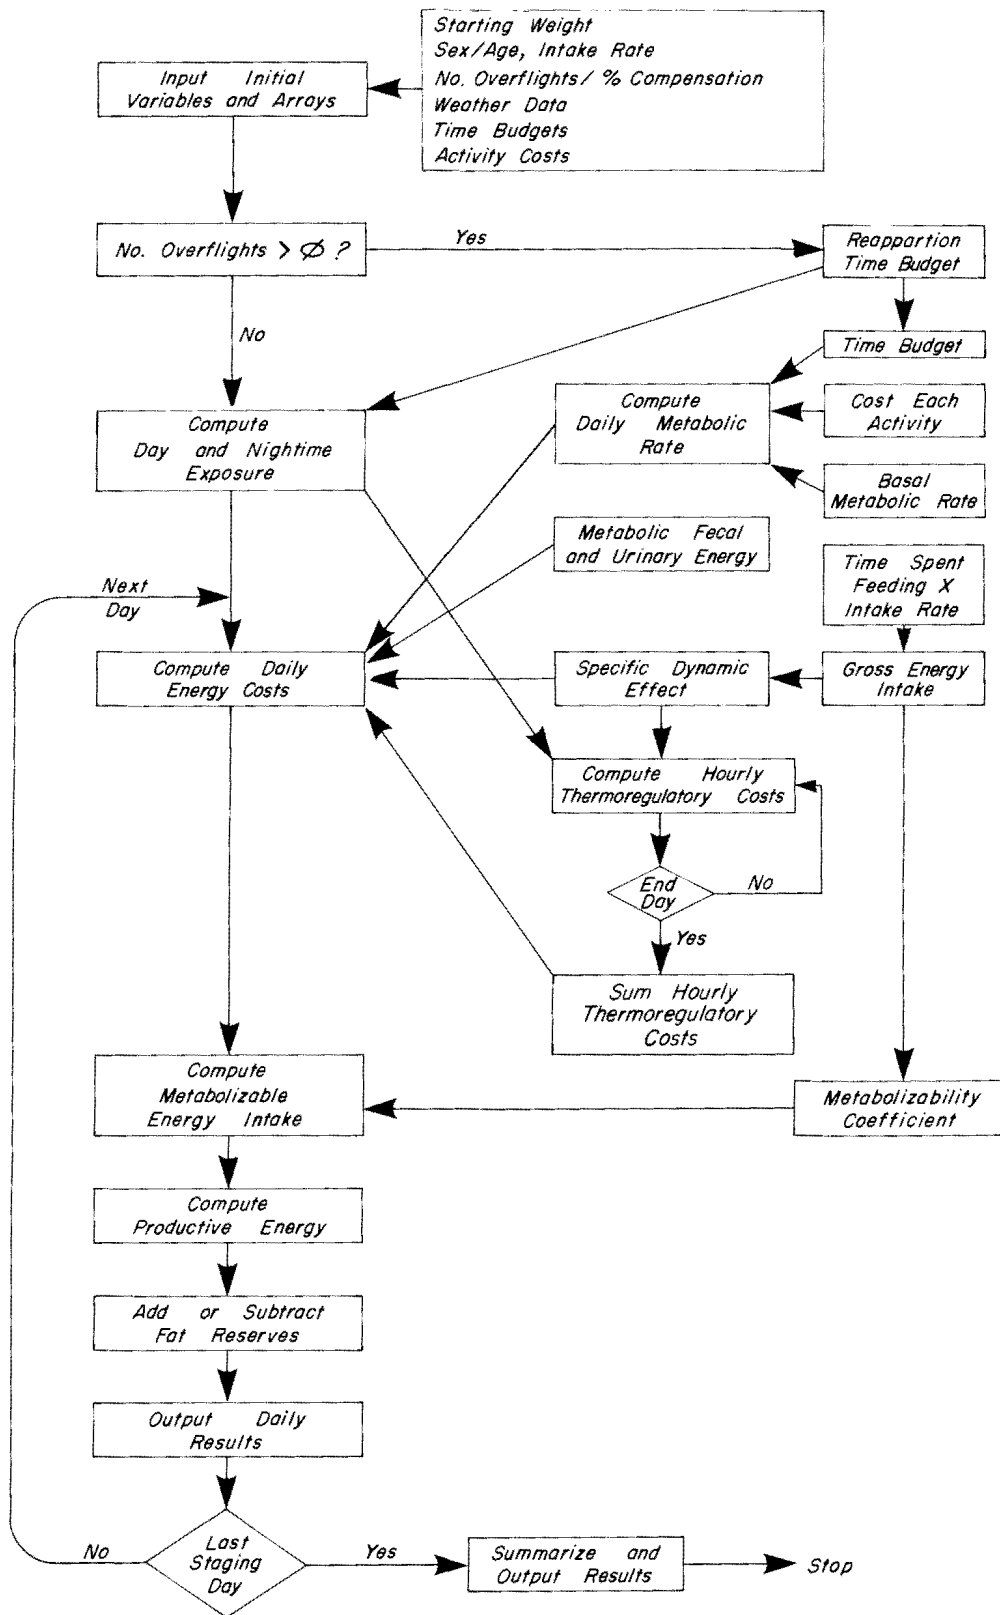 Starting Weight
Sex/Age, Intake Rate
No. Overflights / % Compensation
Weather Data
Time Budgets
Activity Costs
Input Initial
Variables and Arrays
No. Overflights > Ø ?
Yes
Reappartion
Time Budget
No
Time Budget
Compute
Daily Metabolic
Rate
Cost Each
Activity
Compute
Day and Nightime
Exposure
Basal
Metabolic Rate
Metabolic Fecal
and Urinary Energy
Time Spent
Feeding X
Intake Rate
Next
Day
Compute Daily
Energy Costs
Specific Dynamic
Effect
Gross Energy
Intake
Compute Hourly
Thermoregulatory Costs
End
Day
No
Yes
Sum Hourly
Thermoregulatory
Costs
Compute
Metabolizable
Energy Intake
Metabolizability
Coefficient
Compute
Productive Energy
Add or Subtract
Fat Reserves
Output Daily
Results
Last
Staging
Day
No
Yes
Summarize and
Output Results
Stop